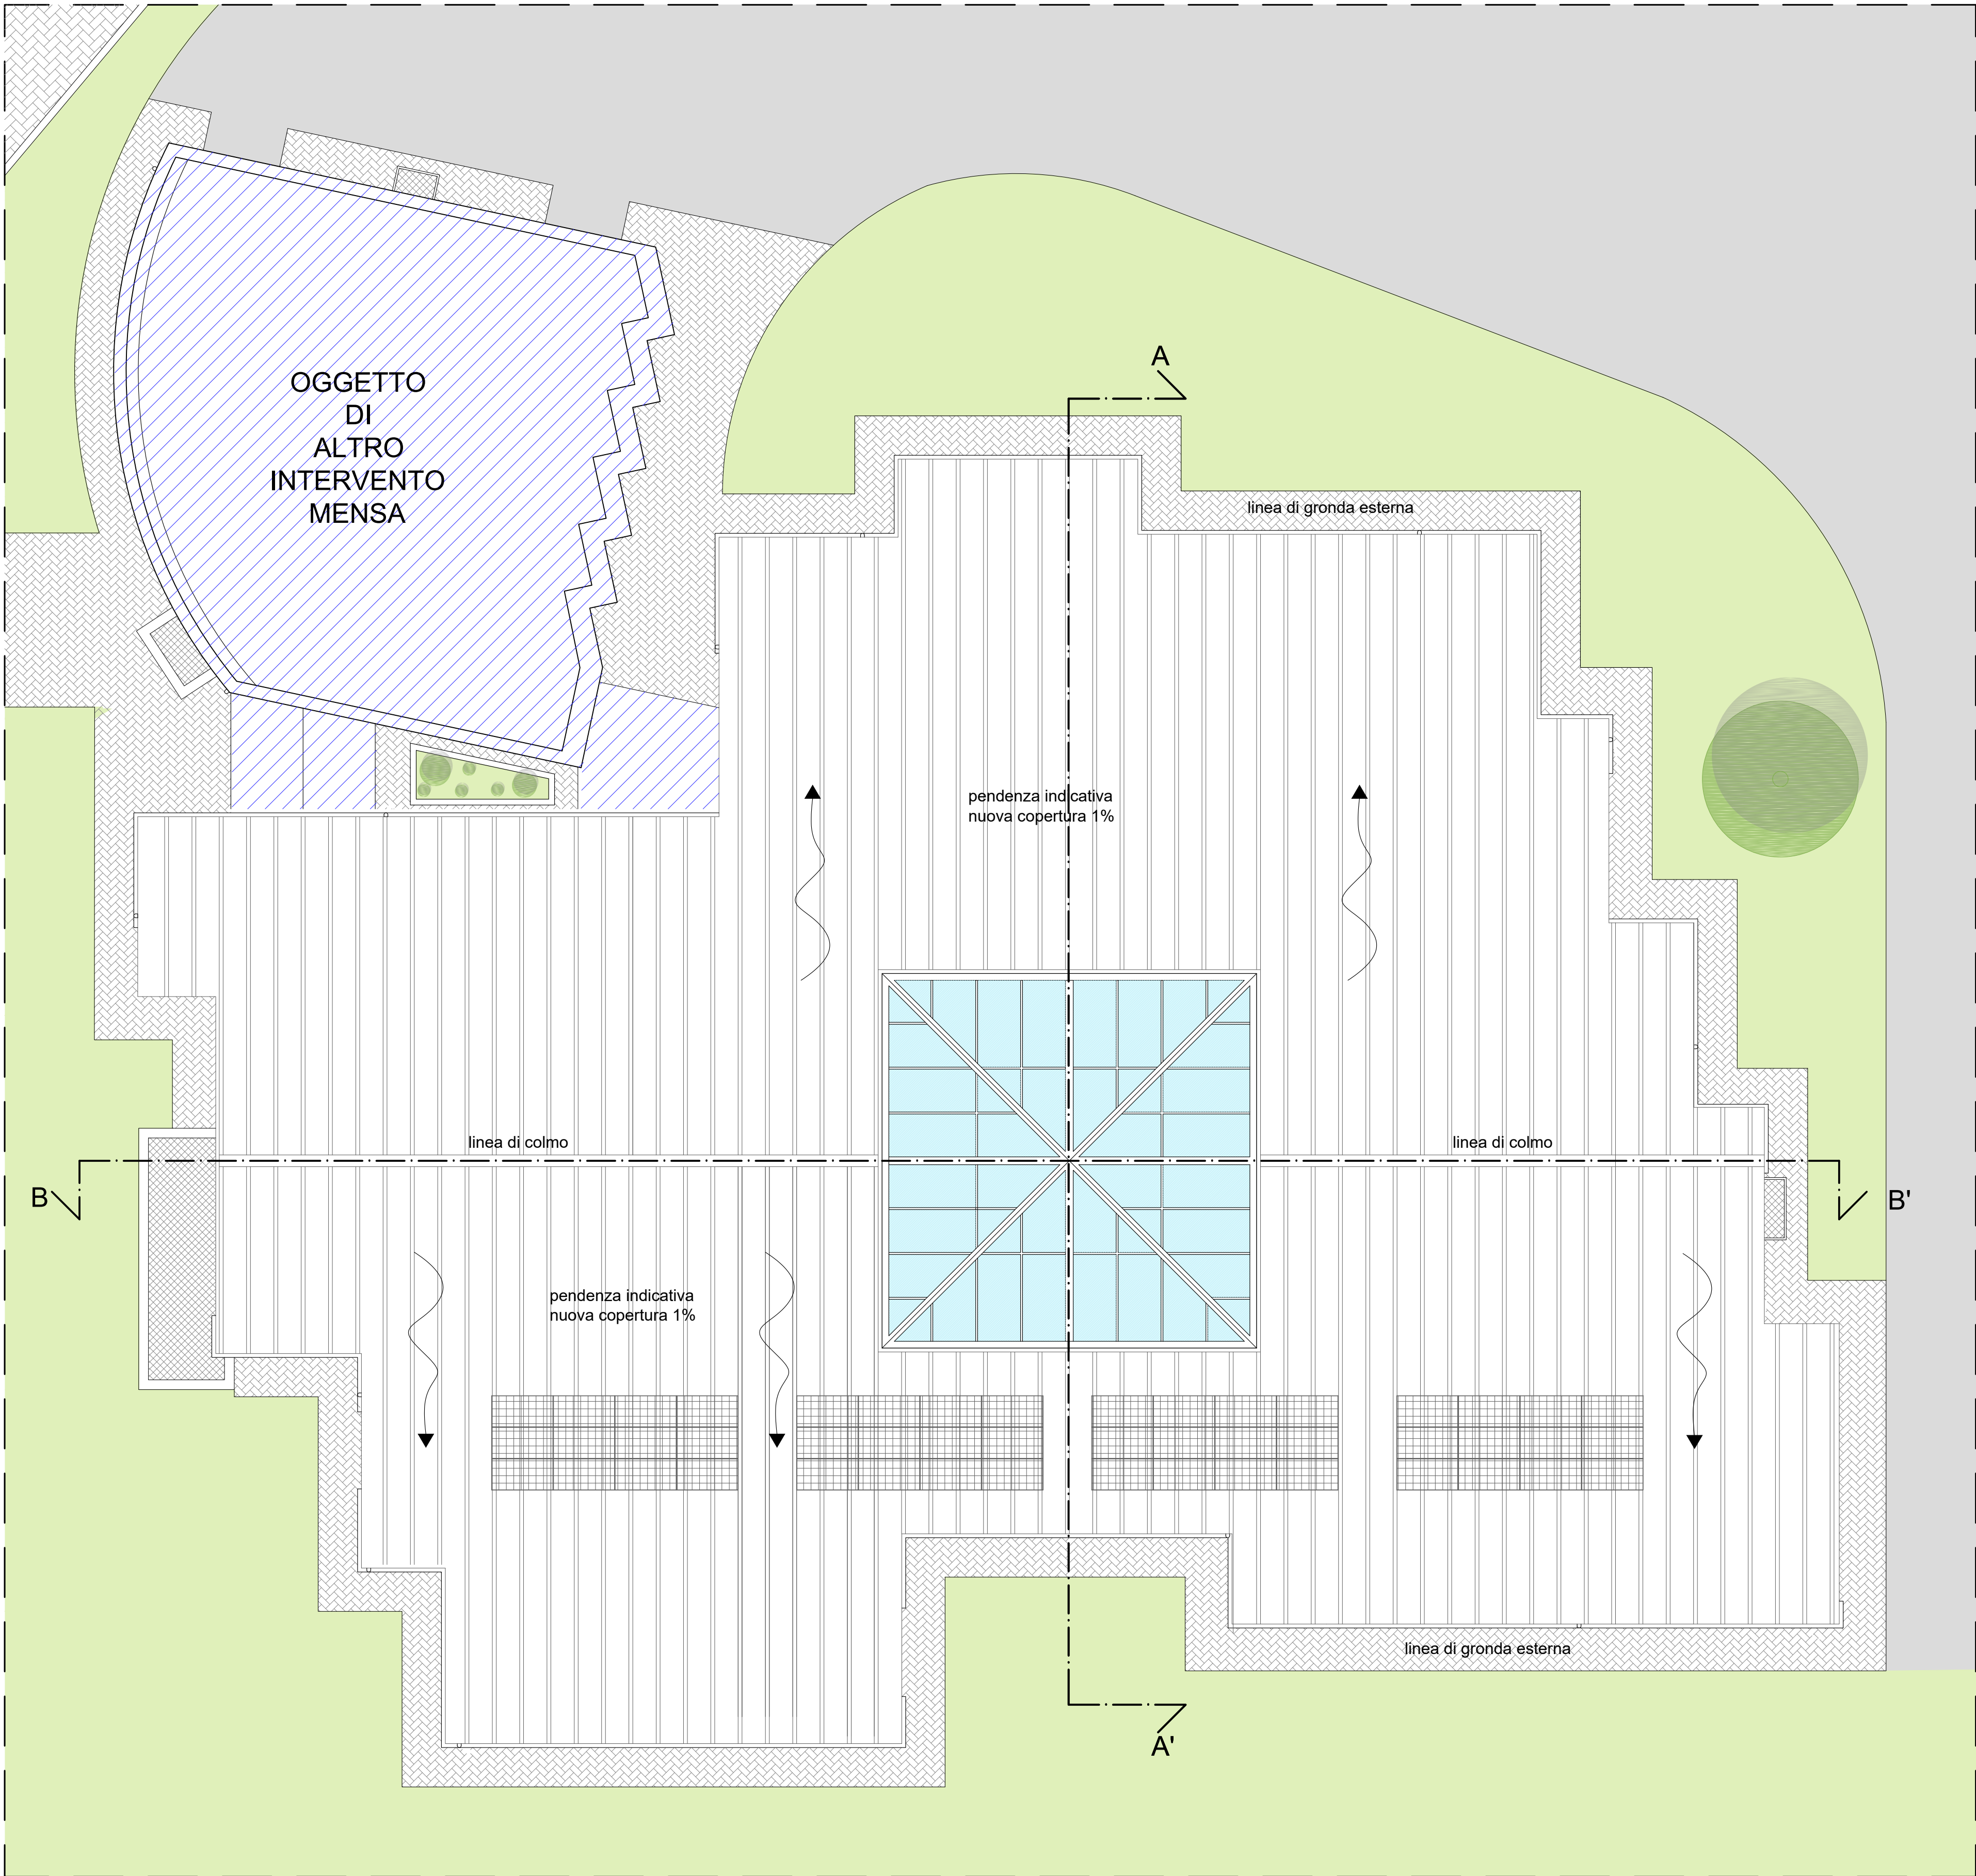 OGGETTO
DI
ALTRO
INTERVENTO
MENSA
A
linea di gronda esterna
pendenza indicativa
nuova copertura 1%
linea di colmo
linea di colmo
B
B'
pendenza indicativa
nuova copertura 1%
linea di gronda esterna
A'